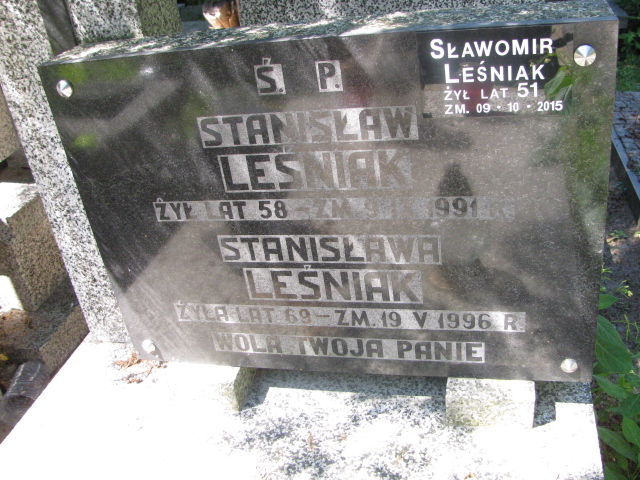 Ś. P.
STANISŁAW
LEŚNIAK
ŻYŁ LAT 58 – ZM. 1991 R.
STANISŁAWA
LEŚNIAK
ŻYŁA LAT 69 – ZM. 19 V 1996 R.
WOLA TWOJA PANIE
SŁAWOMIR
LEŚNIAK
ŻYŁ LAT 51
ZM. 09 · 10 · 2015